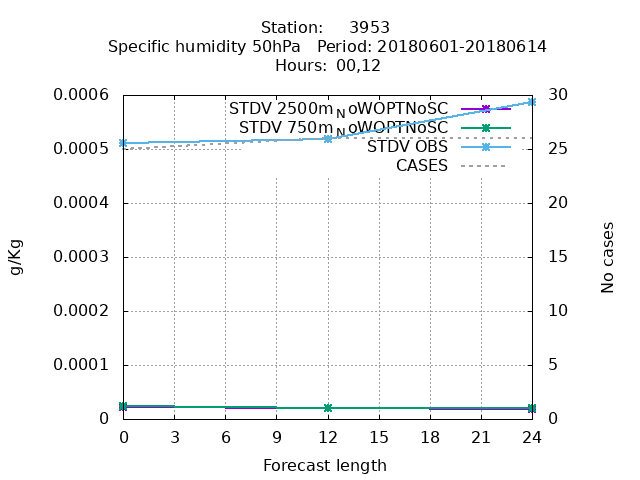 Station: 3953
Specific humidity 50hPa Period: 20180601-20180614
Hours: 00,12
0.0006
0.0005
0.0004
0.0003
0.0002
0.0001
0
g/Kg
STDV 2500m_NoWOPTNoSC
STDV 750m_NoWOPTNoSC
STDV OBS
CASES
30
25
20
15
10
5
0
No cases
0 3 6 9 12 15 18 21 24
Forecast length